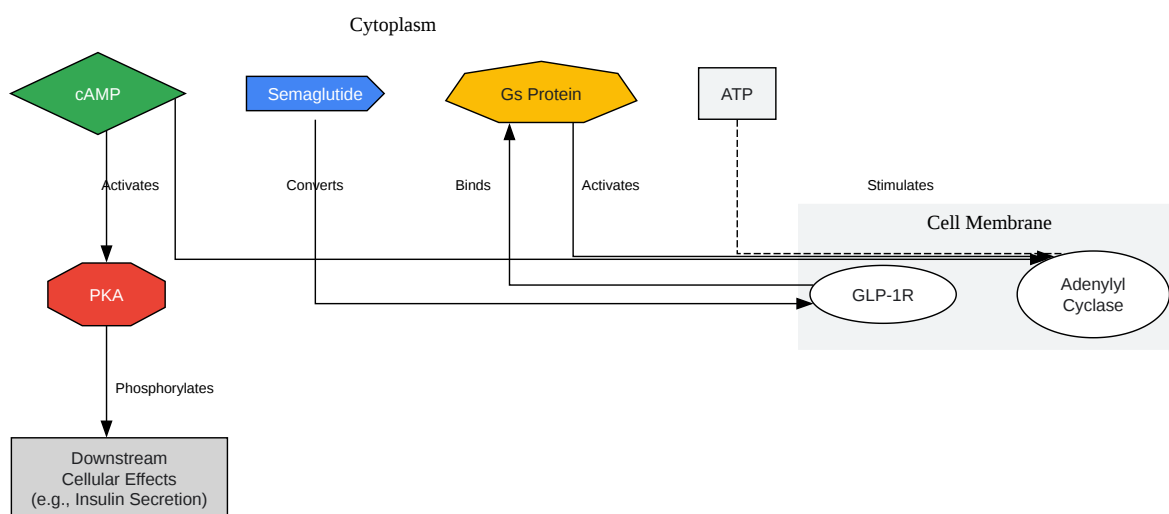 Cytoplasm
cAMP
Semaglutide
Gs Protein
ATP
Activates
Converts
Binds
Activates
Stimulates
Cell Membrane
PKA
GLP-1R
Adenylyl
Cyclase
Phosphorylates
Downstream
Cellular Effects
(e.g., Insulin Secretion)